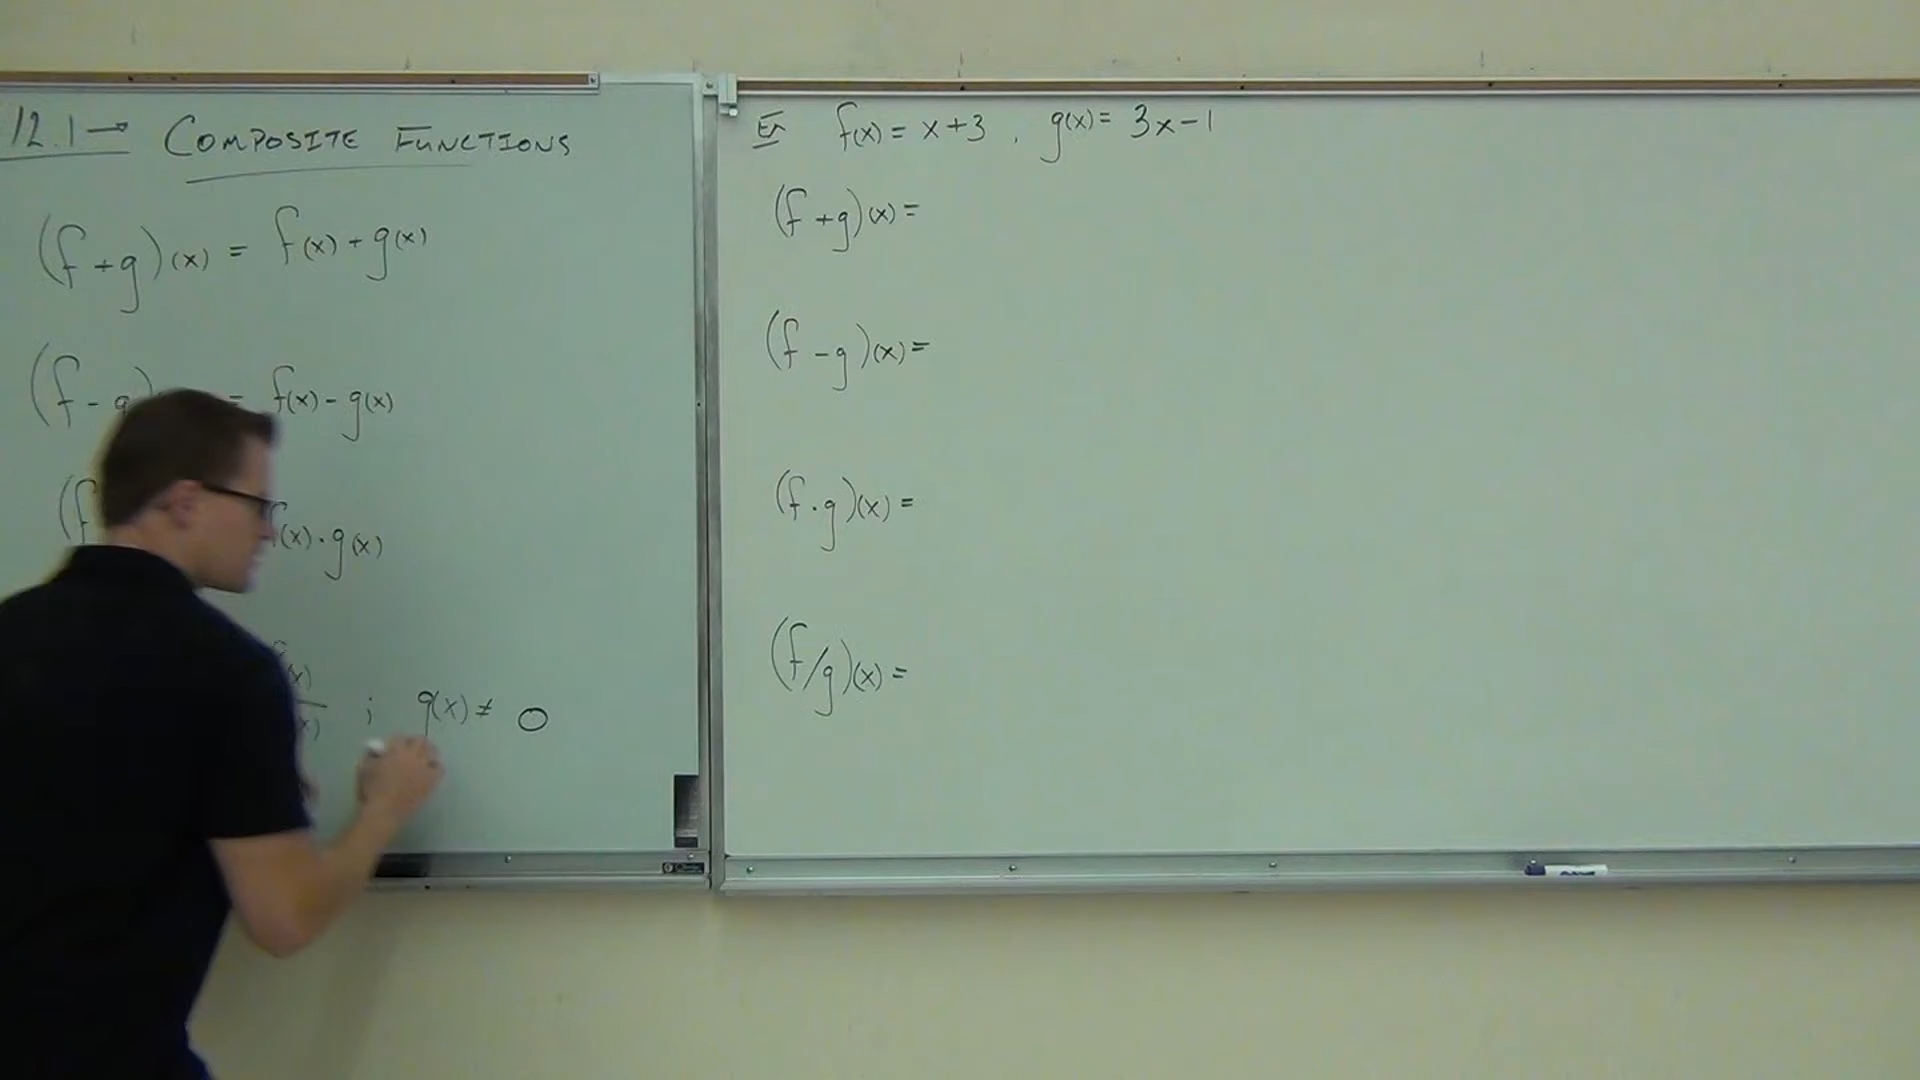 12.1 → COMPOSITE FUNCTIONS
(f+g)(x) = f(x) + g(x)
(f - g) = f(x) - g(x)
(f (x) · g(x)
(x)
x) ; g(x) ≠ 0
Ex f(x) = x+3 , g(x) = 3x-1
(f+g)(x) =
(f-g)(x) =
(f·g)(x) =
(f/g)(x) =